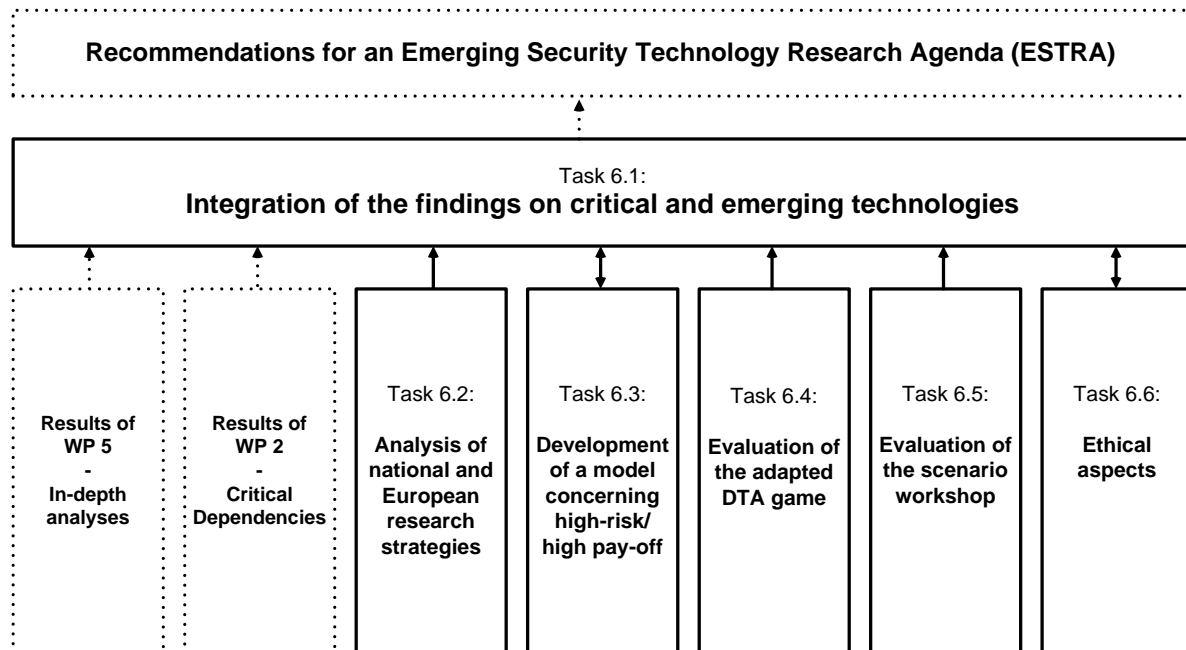 Recommendations for an Emerging Security Technology Research Agenda (ESTRA)
Task 6.1:
Integration of the findings on critical and emerging technologies
Results of
WP 5
-
In-depth
analyses
Results of
WP 2
-
Critical
Dependencies
Task 6.2:
Analysis of
national and
European
research
strategies
Task 6.3:
Development
of a model
concerning
high-risk/
high pay-off
Task 6.4:
Evaluation of
the adapted
DTA game
Task 6.5:
Evaluation of
the scenario
workshop
Task 6.6:
Ethical
aspects